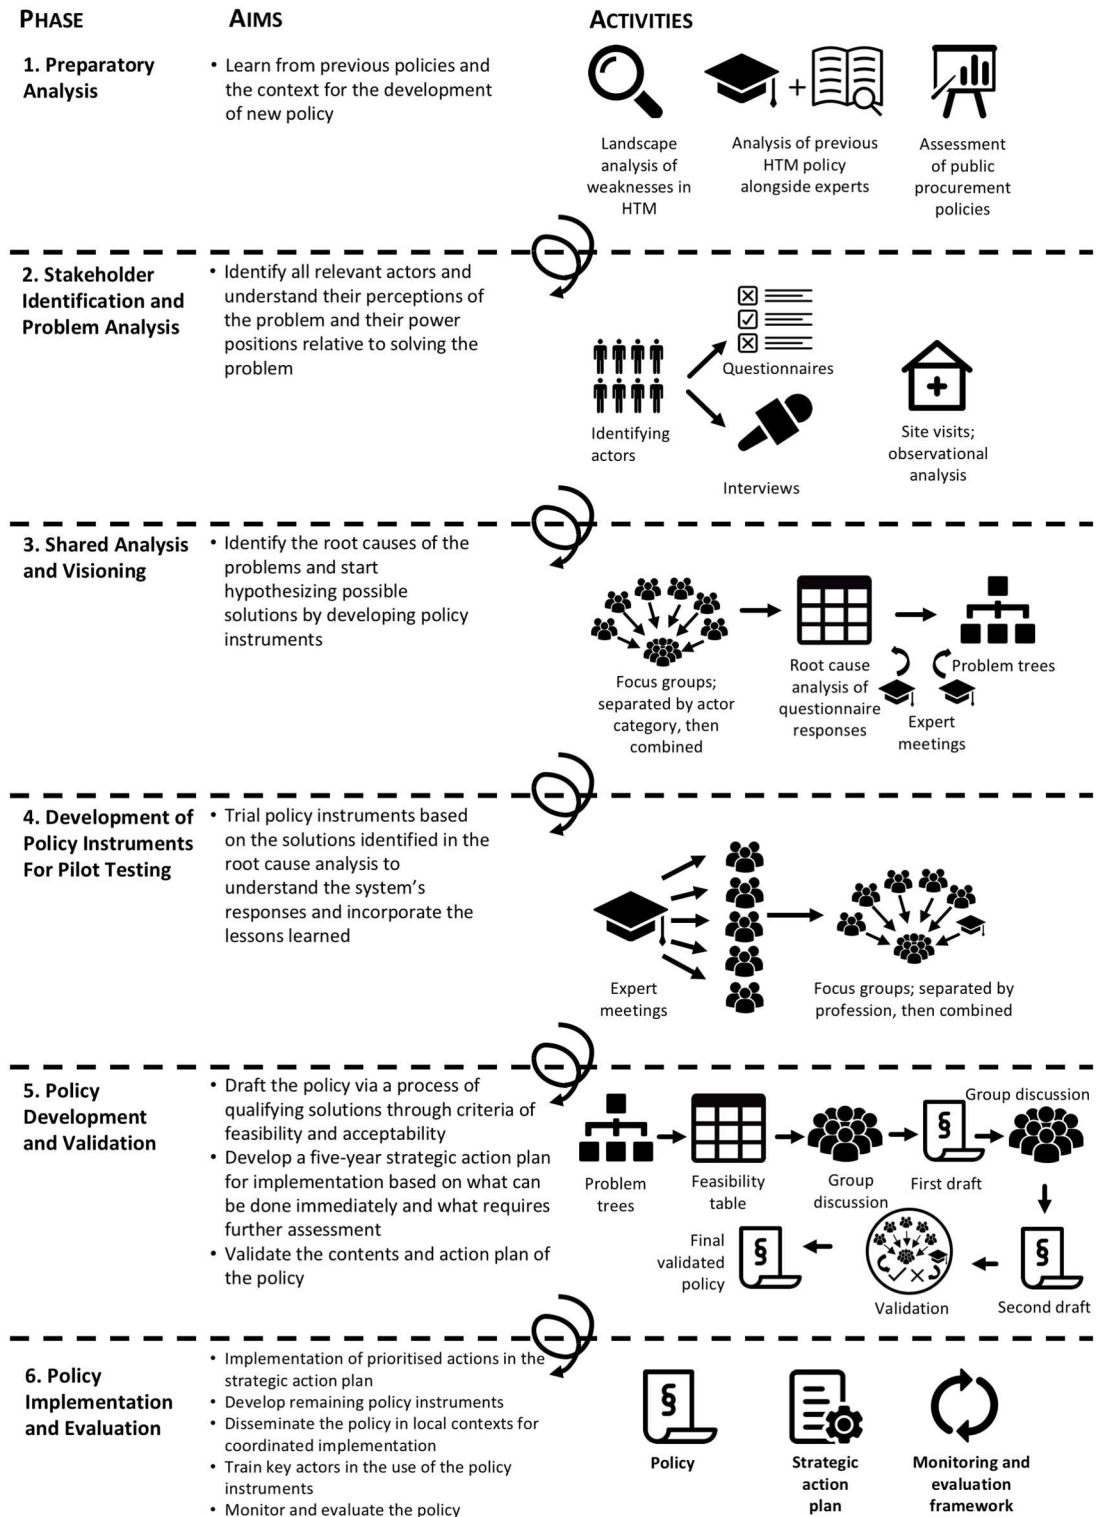 PHASE
AIMS
ACTIVITIES
1. Preparatory
Analysis
• Learn from previous policies and
the context for the development
of new policy
Landscape
analysis of
weaknesses in
HTM
+
Analysis of previous
HTM policy
alongside experts
Assessment
of public
procurement
policies
2. Stakeholder
Identification and
Problem Analysis
• Identify all relevant actors and
understand their perceptions of
the problem and their power
positions relative to solving the
problem
Identifying
actors
Questionnaires
Interviews
Site visits;
observational
analysis
3. Shared Analysis
and Visioning
• Identify the root causes of the
problems and start
hypothesizing possible
solutions by developing policy
instruments
Focus groups;
separated by actor
category, then
combined
Root cause
analysis of
questionnaire
responses
Problem trees
Expert
meetings
4. Development of
Policy Instruments
For Pilot Testing
• Trial policy instruments based
on the solutions identified in the
root cause analysis to
understand the system's
responses and incorporate the
lessons learned
Expert
meetings
Focus groups; separated by
profession, then combined
5. Policy
Development
and Validation
• Draft the policy via a process of
qualifying solutions through criteria of
feasibility and acceptability
• Develop a five-year strategic action plan
for implementation based on what can
be done immediately and what requires
further assessment
• Validate the contents and action plan of
the policy
Problem
trees
Feasibility
table
Group
discussion
§
First draft
Group discussion
§
Second draft
Validation
§
Final
validated
policy
6. Policy
Implementation
and Evaluation
• Implementation of prioritised actions in the
strategic action plan
• Develop remaining policy instruments
• Disseminate the policy in local contexts for
coordinated implementation
• Train key actors in the use of the policy
instruments
• Monitor and evaluate the policy
§
Policy
Strategic
action
plan
Monitoring and
evaluation
framework